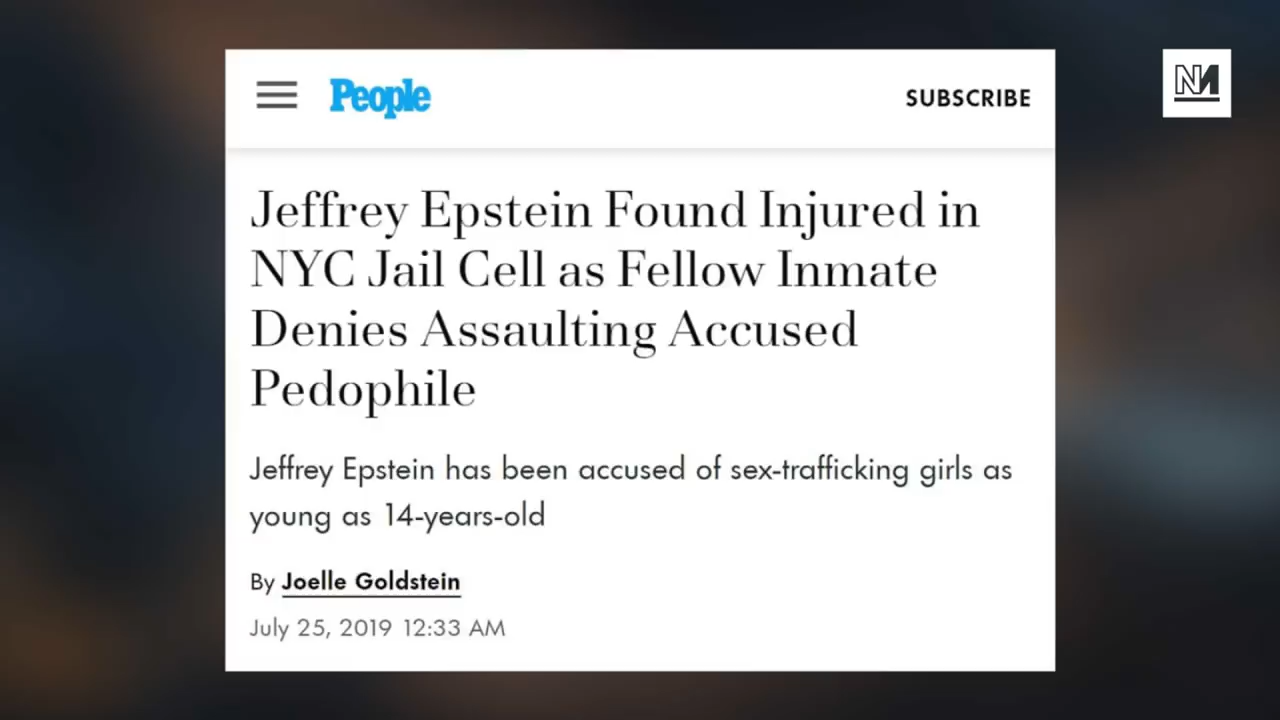 People
SUBSCRIBE
NM
Jeffrey Epstein Found Injured in
NYC Jail Cell as Fellow Inmate
Denies Assaulting Accused
Pedophile
Jeffrey Epstein has been accused of sex-trafficking girls as
young as 14-years-old
By Joelle Goldstein
July 25, 2019 12:33 AM